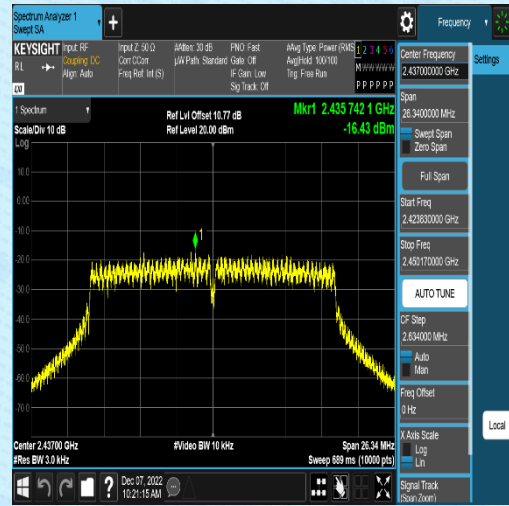 Spectrum Analyzer 1
Swept SA
+
Frequency
KEYSIGHT
Input: RF
Input Z: 50 Ω
#Atten: 30 dB
PNO: Fast
#Avg Type: Power (RMS
1 2 3 4 5 6
RL
Coupling: DC
Corr CCorr
µW Path: Standard
Gate: Off
Avg|Hold: 100/100
M W W W W W
Align: Auto
Freq Ref: Int (S)
IF Gain: Low
Trig: Free Run
Sig Track: Off
P P P P P P
LXI
1 Spectrum
Ref Lvl Offset 10.77 dB
Mkr1 2.435 742 1 GHz
Scale/Div 10 dB
Ref Level 20.00 dBm
-16.43 dBm
Log
10.0
0.00
-10.0
1
-20.0
-30.0
-40.0
-50.0
-60.0
-70.0
Center 2.43700 GHz
#Video BW 10 kHz
Span 26.34 MHz
#Res BW 3.0 kHz
Sweep 689 ms (10000 pts)
?
Dec 07, 2022
10:21:15 AM
Settings
Center Frequency
2.437000000 GHz
Span
26.3400000 MHz
Swept Span
Zero Span
Full Span
Start Freq
2.423830000 GHz
Stop Freq
2.450170000 GHz
AUTO TUNE
CF Step
2.634000 MHz
Auto
Man
Freq Offset
0 Hz
X Axis Scale
Log
Lin
Local
Signal Track
(Span Zoom)